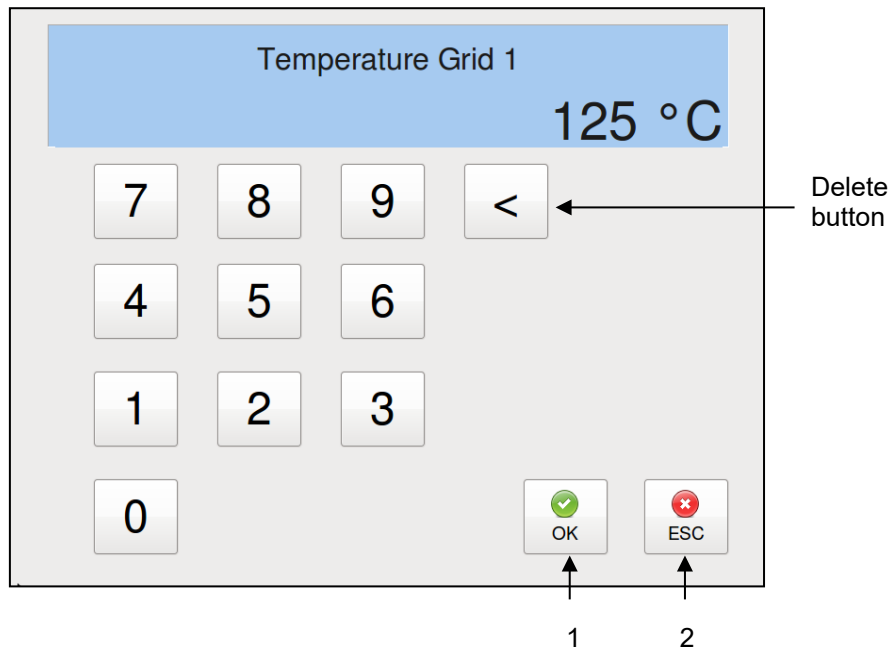 Temperature Grid 1
125 °C
7 8 9 <
Delete
button
4 5 6
1 2 3
0
OK ESC
1 2